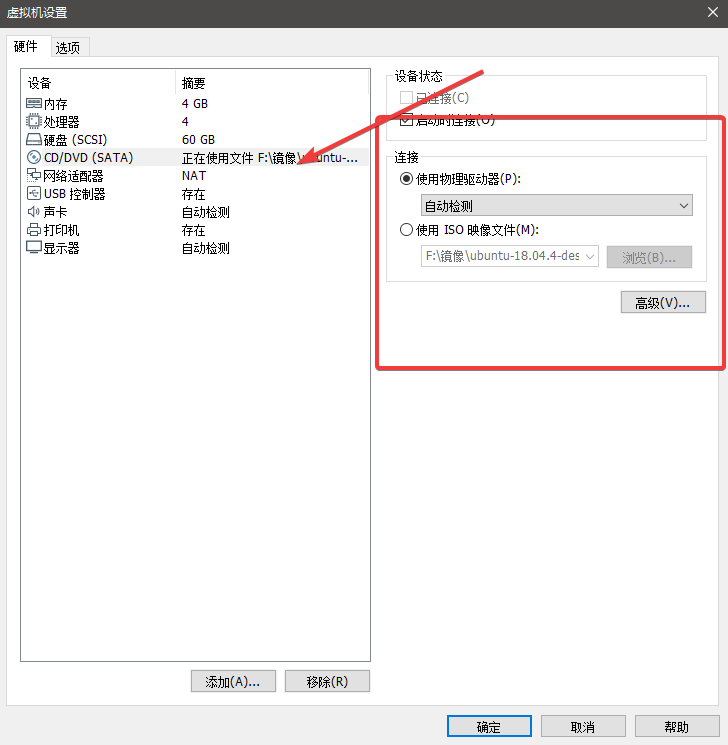 虚拟机设置
硬件 选项
设备 摘要
内存 4 GB
处理器 4
硬盘 (SCSI) 60 GB
CD/DVD (SATA) 正在使用文件 F:\镜像\ubuntu-...
网络适配器 NAT
USB 控制器 存在
声卡 自动检测
打印机 存在
显示器 自动检测
添加(A)... 移除(R)
设备状态
已连接(C)
启动时连接(O)
连接
使用物理驱动器(P):
自动检测
使用 ISO 映像文件(M):
F:\镜像\ubuntu-18.04.4-des
浏览(B)...
高级(V)...
确定 取消 帮助